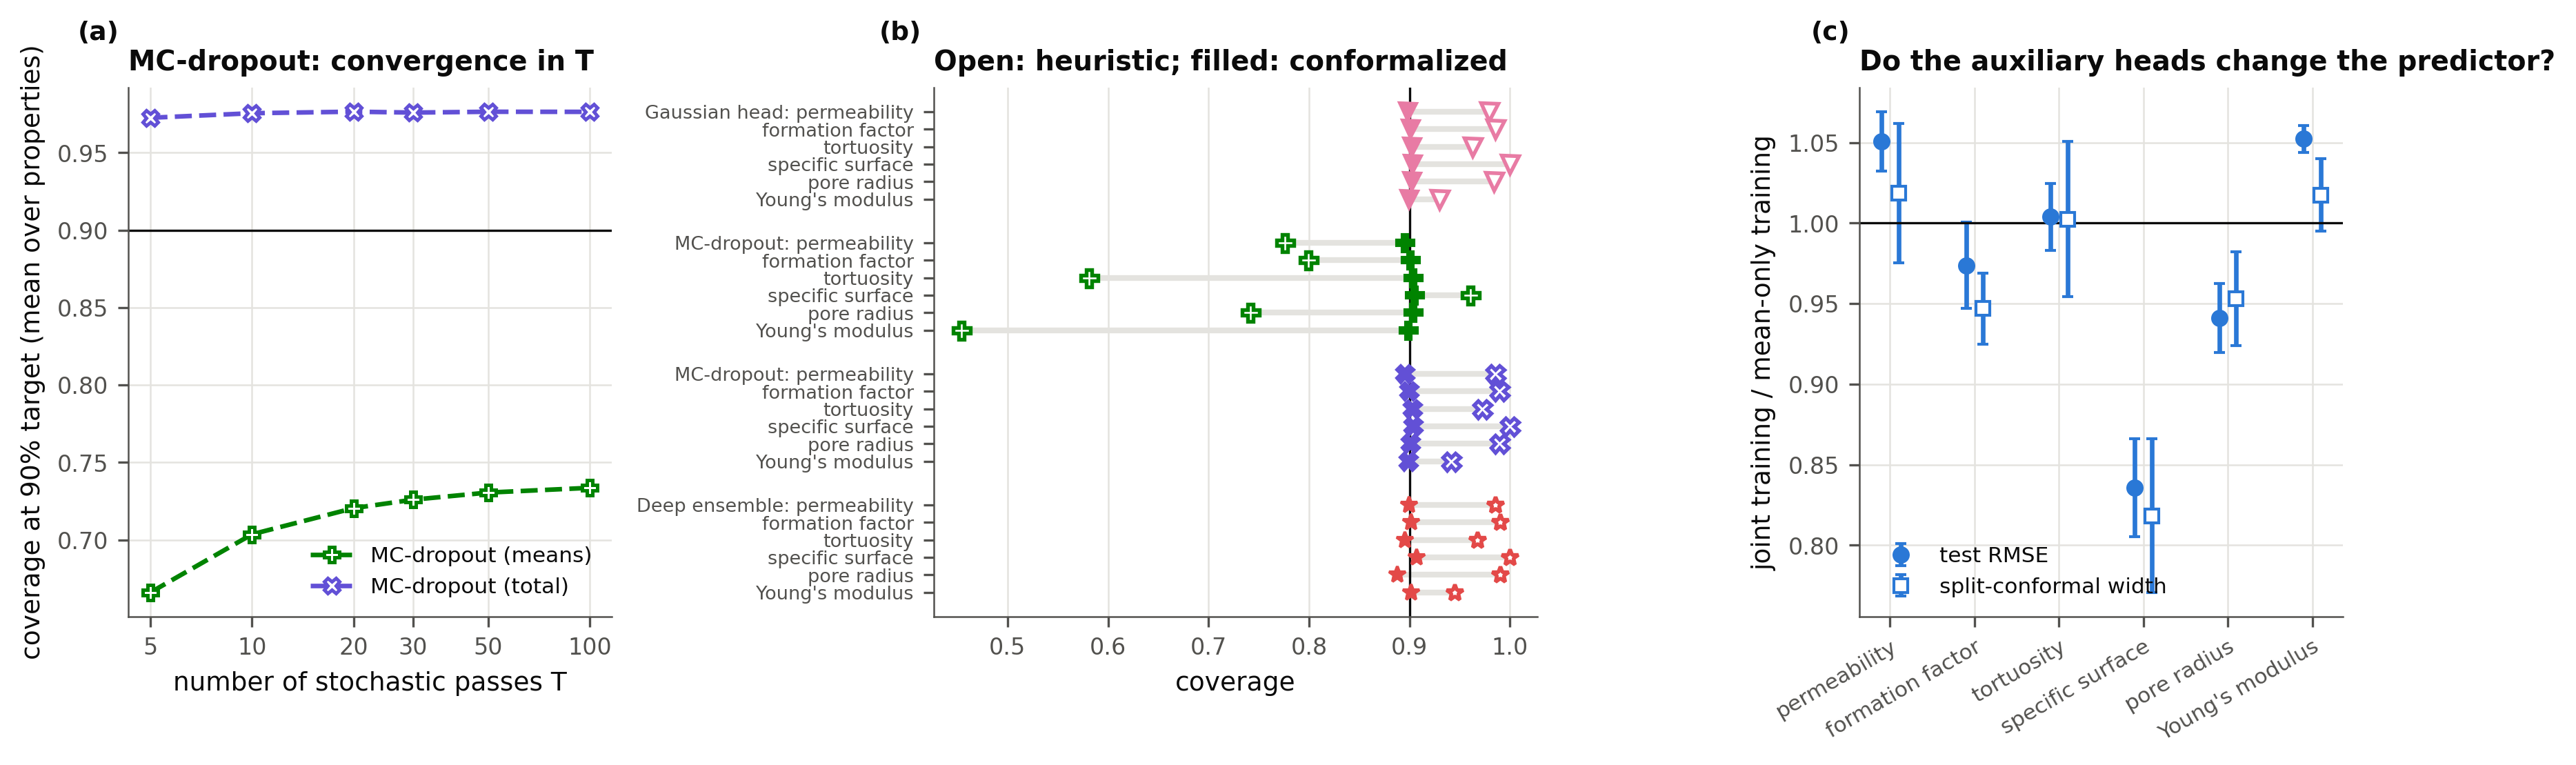 (a)
MC-dropout: convergence in T
coverage at 90% target (mean over properties)
0.95
0.90
0.85
0.80
0.75
0.70
MC-dropout (means)
MC-dropout (total)
5 10 20 30 50 100
number of stochastic passes T
(b)
Open: heuristic; filled: conformalized
Gaussian head: permeability
formation factor
tortuosity
specific surface
pore radius
Young's modulus
MC-dropout: permeability
formation factor
tortuosity
specific surface
pore radius
Young's modulus
MC-dropout: permeability
formation factor
tortuosity
specific surface
pore radius
Young's modulus
Deep ensemble: permeability
formation factor
tortuosity
specific surface
pore radius
Young's modulus
0.5 0.6 0.7 0.8 0.9 1.0
coverage
(c)
Do the auxiliary heads change the predictor?
joint training / mean-only training
1.05
1.00
0.95
0.90
0.85
0.80
test RMSE
split-conformal width
permeability
formation factor
tortuosity
specific surface
pore radius
Young's modulus